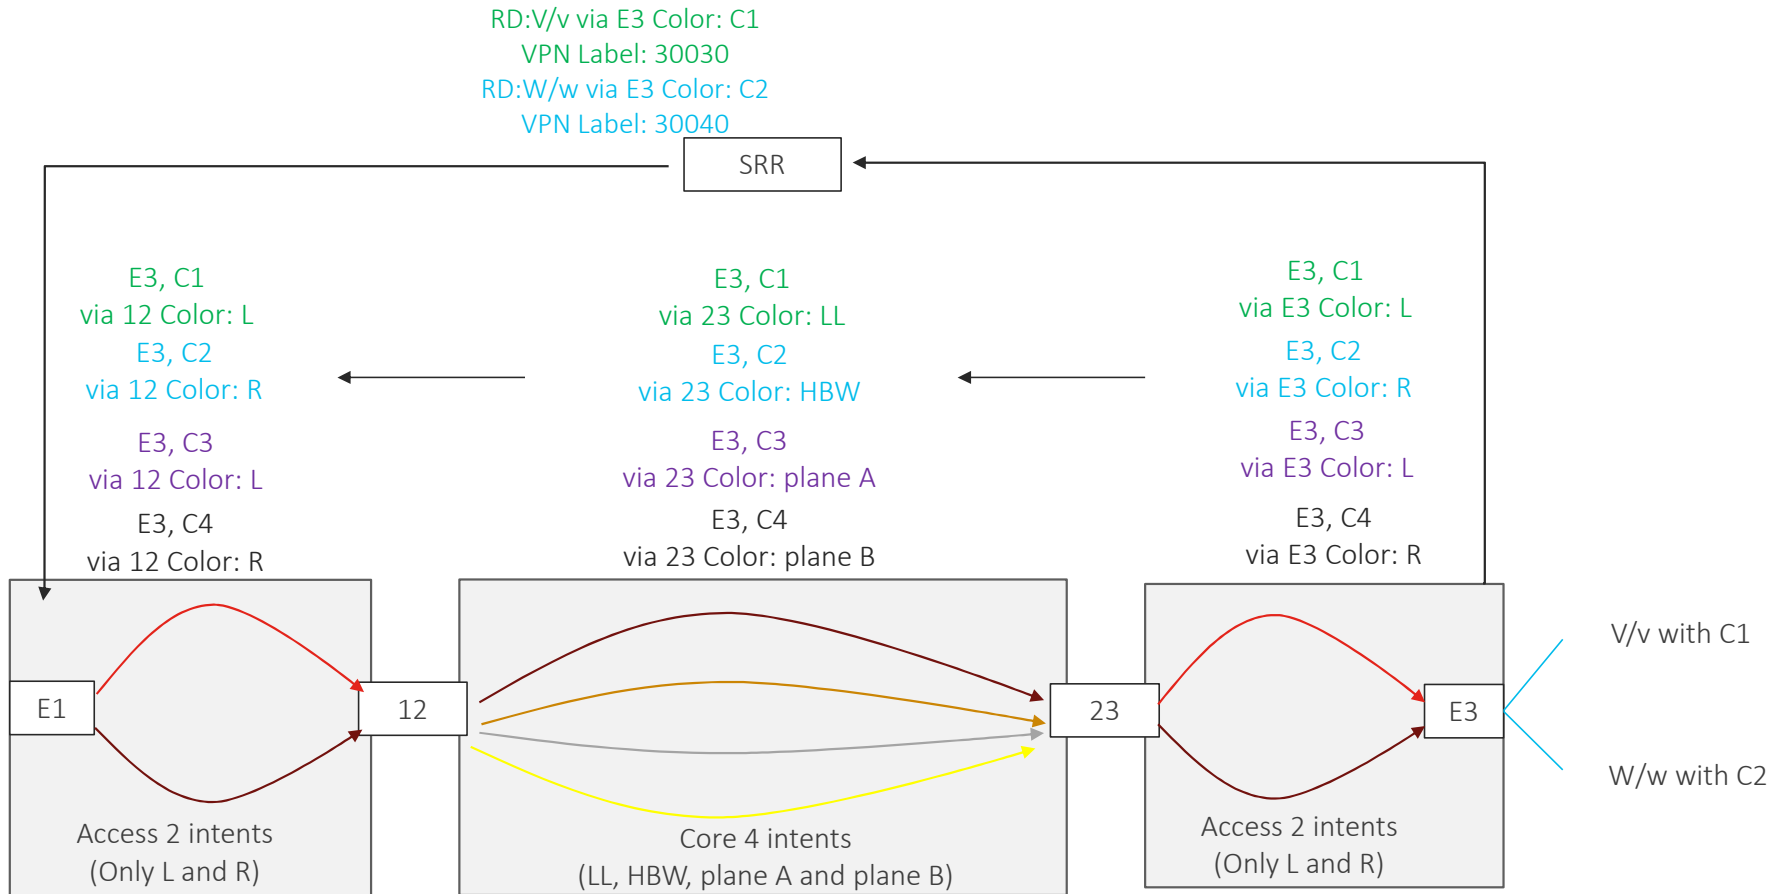 RD:V/v via E3 Color: C1
VPN Label: 30030
RD:W/w via E3 Color: C2
VPN Label: 30040
SRR
E3, C1
via 12 Color: L
E3, C2
via 12 Color: R
E3, C3
via 12 Color: L
E3, C4
via 12 Color: R
E3, C1
via 23 Color: LL
E3, C2
via 23 Color: HBW
E3, C3
via 23 Color: plane A
E3, C4
via 23 Color: plane B
E3, C1
via E3 Color: L
E3, C2
via E3 Color: R
E3, C3
via E3 Color: L
E3, C4
via E3 Color: R
E1
12
23
E3
V/v with C1
W/w with C2
Access 2 intents
(Only L and R)
Core 4 intents
(LL, HBW, plane A and plane B)
Access 2 intents
(Only L and R)